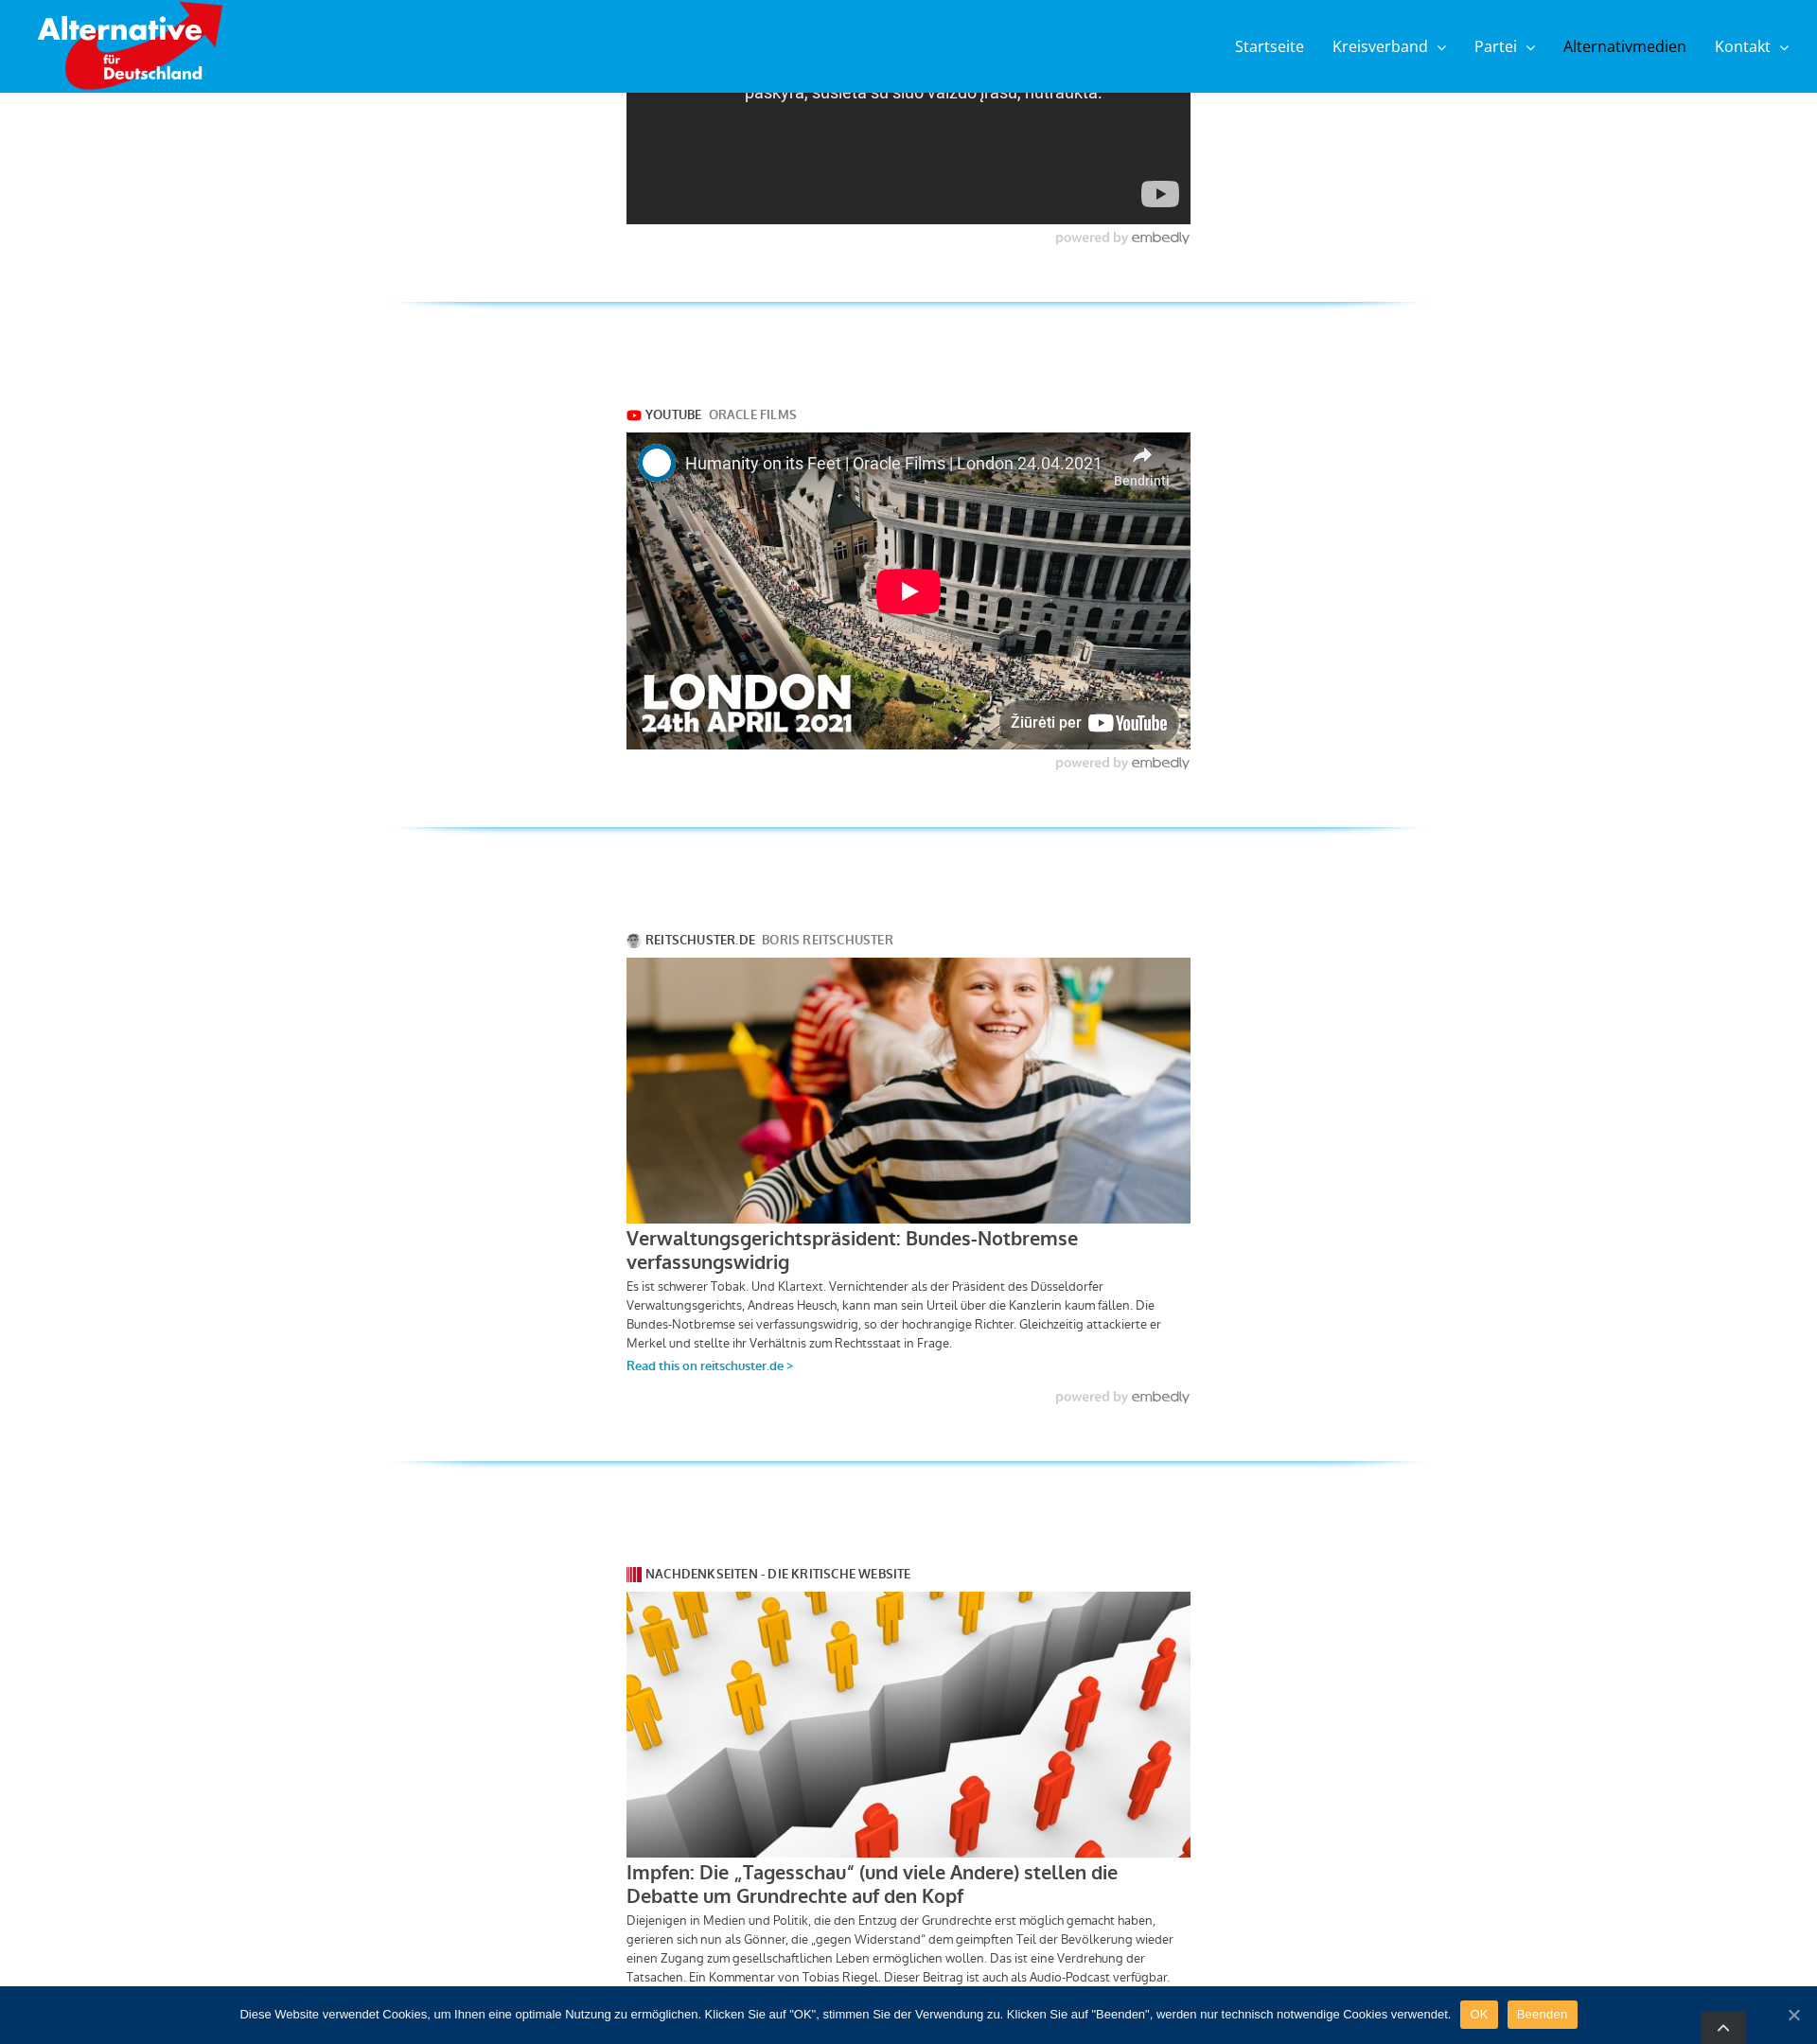 Alternative
für
Deutschland
Startseite
Kreisverband
Partei
Alternativmedien
Kontakt
paskyra, susieta su šiuo vaizdo įrašu, nutraukta.
powered by embedly
YOUTUBE ORACLE FILMS
Humanity on its Feet | Oracle Films | London 24.04.2021
Bendrinti
LONDON
24th APRIL 2021
Žiūrėti per YouTube
powered by embedly
REITSCHUSTER.DE BORIS REITSCHUSTER
Verwaltungsgerichtspräsident: Bundes-Notbremse
verfassungswidrig
Es ist schwerer Tobak. Und Klartext. Vernichtender als der Präsident des Düsseldorfer
Verwaltungsgerichts, Andreas Heusch, kann man sein Urteil über die Kanzlerin kaum fällen. Die
Bundes-Notbremse sei verfassungswidrig, so der hochrangige Richter. Gleichzeitig attackierte er
Merkel und stellte ihr Verhältnis zum Rechtsstaat in Frage.
Read this on reitschuster.de >
powered by embedly
NACHDENKSEITEN - DIE KRITISCHE WEBSITE
Impfen: Die „Tagesschau“ (und viele Andere) stellen die
Debatte um Grundrechte auf den Kopf
Diejenigen in Medien und Politik, die den Entzug der Grundrechte erst möglich gemacht haben,
gerieren sich nun als Gönner, die „gegen Widerstand“ dem geimpften Teil der Bevölkerung wieder
einen Zugang zum gesellschaftlichen Leben ermöglichen wollen. Das ist eine Verdrehung der
Tatsachen. Ein Kommentar von Tobias Riegel. Dieser Beitrag ist auch als Audio-Podcast verfügbar.
Diese Website verwendet Cookies, um Ihnen eine optimale Nutzung zu ermöglichen. Klicken Sie auf "OK", stimmen Sie der Verwendung zu. Klicken Sie auf "Beenden", werden nur technisch notwendige Cookies verwendet.
OK
Beenden